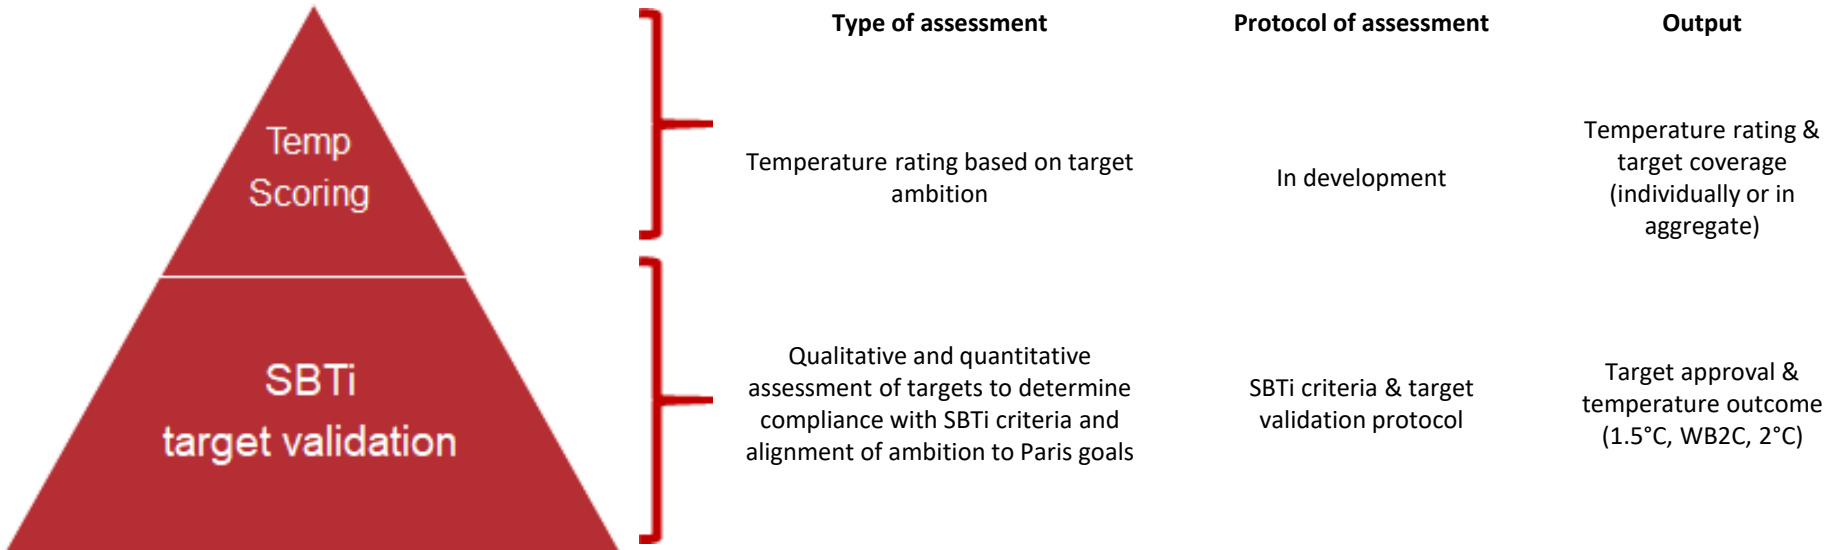 Type of assessment
Protocol of assessment
Output
Temp
Scoring
Temperature rating based on target
ambition
In development
Temperature rating &
target coverage
(individually or in
aggregate)
SBTi
target validation
Qualitative and quantitative
assessment of targets to determine
compliance with SBTi criteria and
alignment of ambition to Paris goals
SBTi criteria & target
validation protocol
Target approval &
temperature outcome
(1.5°C, WB2C, 2°C)